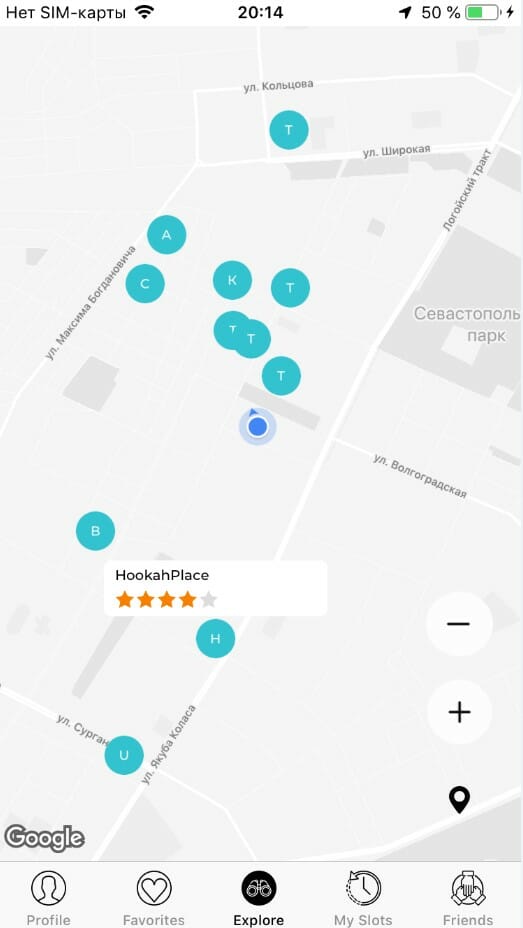 Нет SIM-карты 20:14 50 %
ул. Кольцова
T
ул. Широкая
Логойский тракт
A
ул. Максима Богдановича
C
K
T
Севастополь
парк
T
T
T
ул. Волгоградская
B
HookahPlace
H
ул. Сурган
U
ул. Якуба Коласа
Google
Profile Favorites Explore My Slots Friends